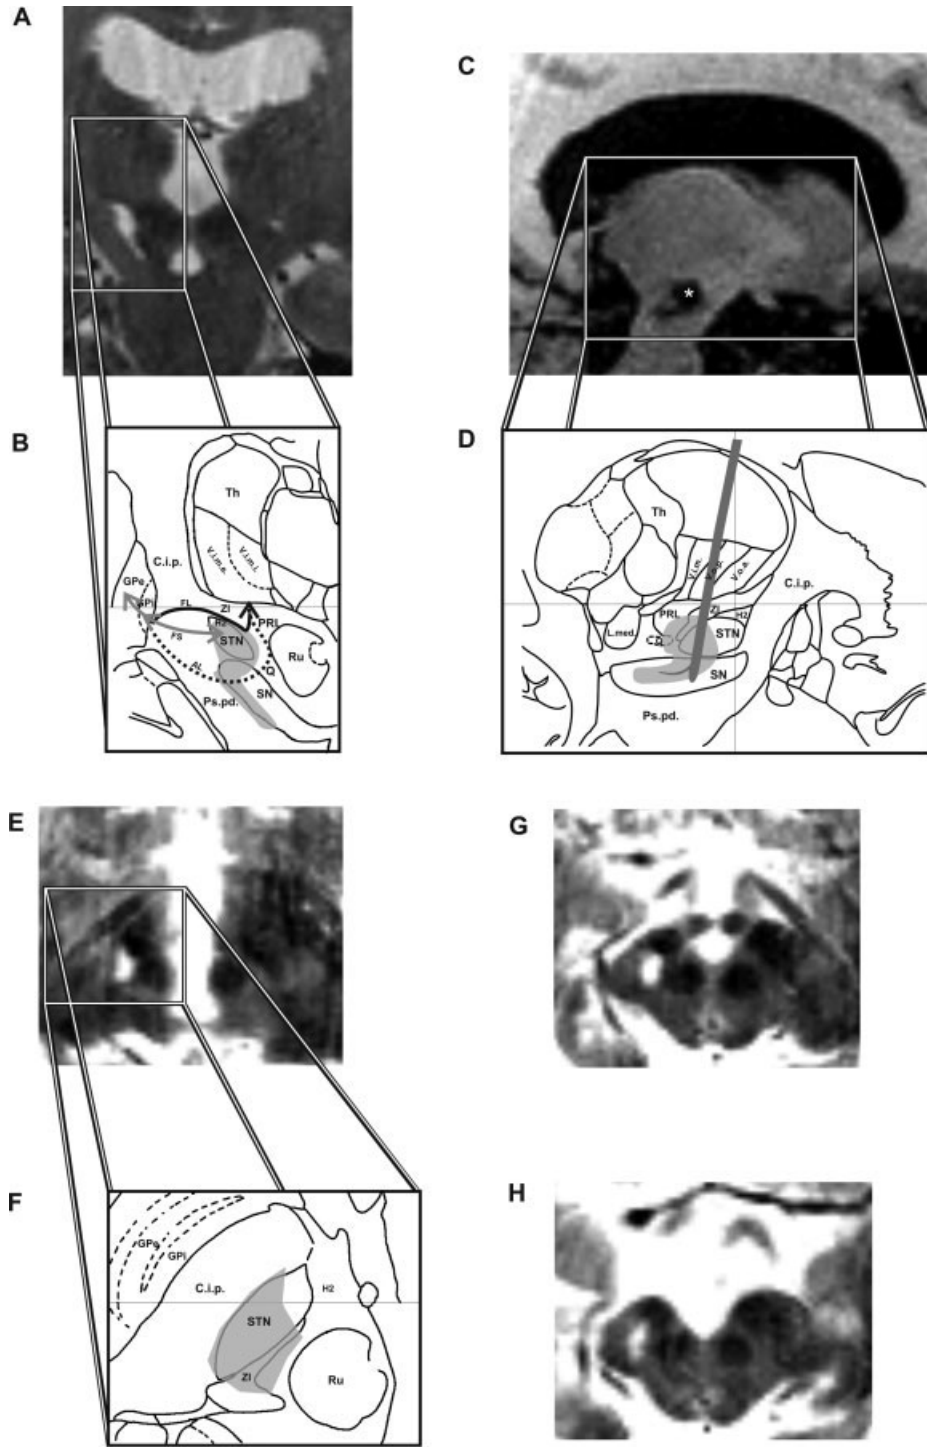 A
C
*
B
Th
V.i.m.e.
V.i.m.i.
C.i.p.
GPe
GPi
FL
ZI
H2
PRL
FS
STN
Ru
AL
Q
SN
Ps.pd.
D
Th
V.i.m.
V.o.p.
V.o.a.
C.i.p.
PRL
ZI
H2
L.med.
STN
Q
SN
Ps.pd.
E
G
F
GPe
GPi
C.i.p.
H2
STN
ZI
Ru
H